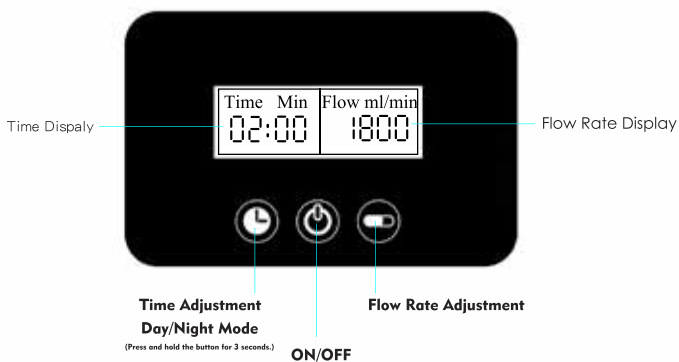 Time Min Flow ml/min
02:00 1800
Time Dispaly
Flow Rate Display
Time Adjustment
Day/Night Mode
(Press and hold the button for 3 seconds.)
Flow Rate Adjustment
ON/OFF